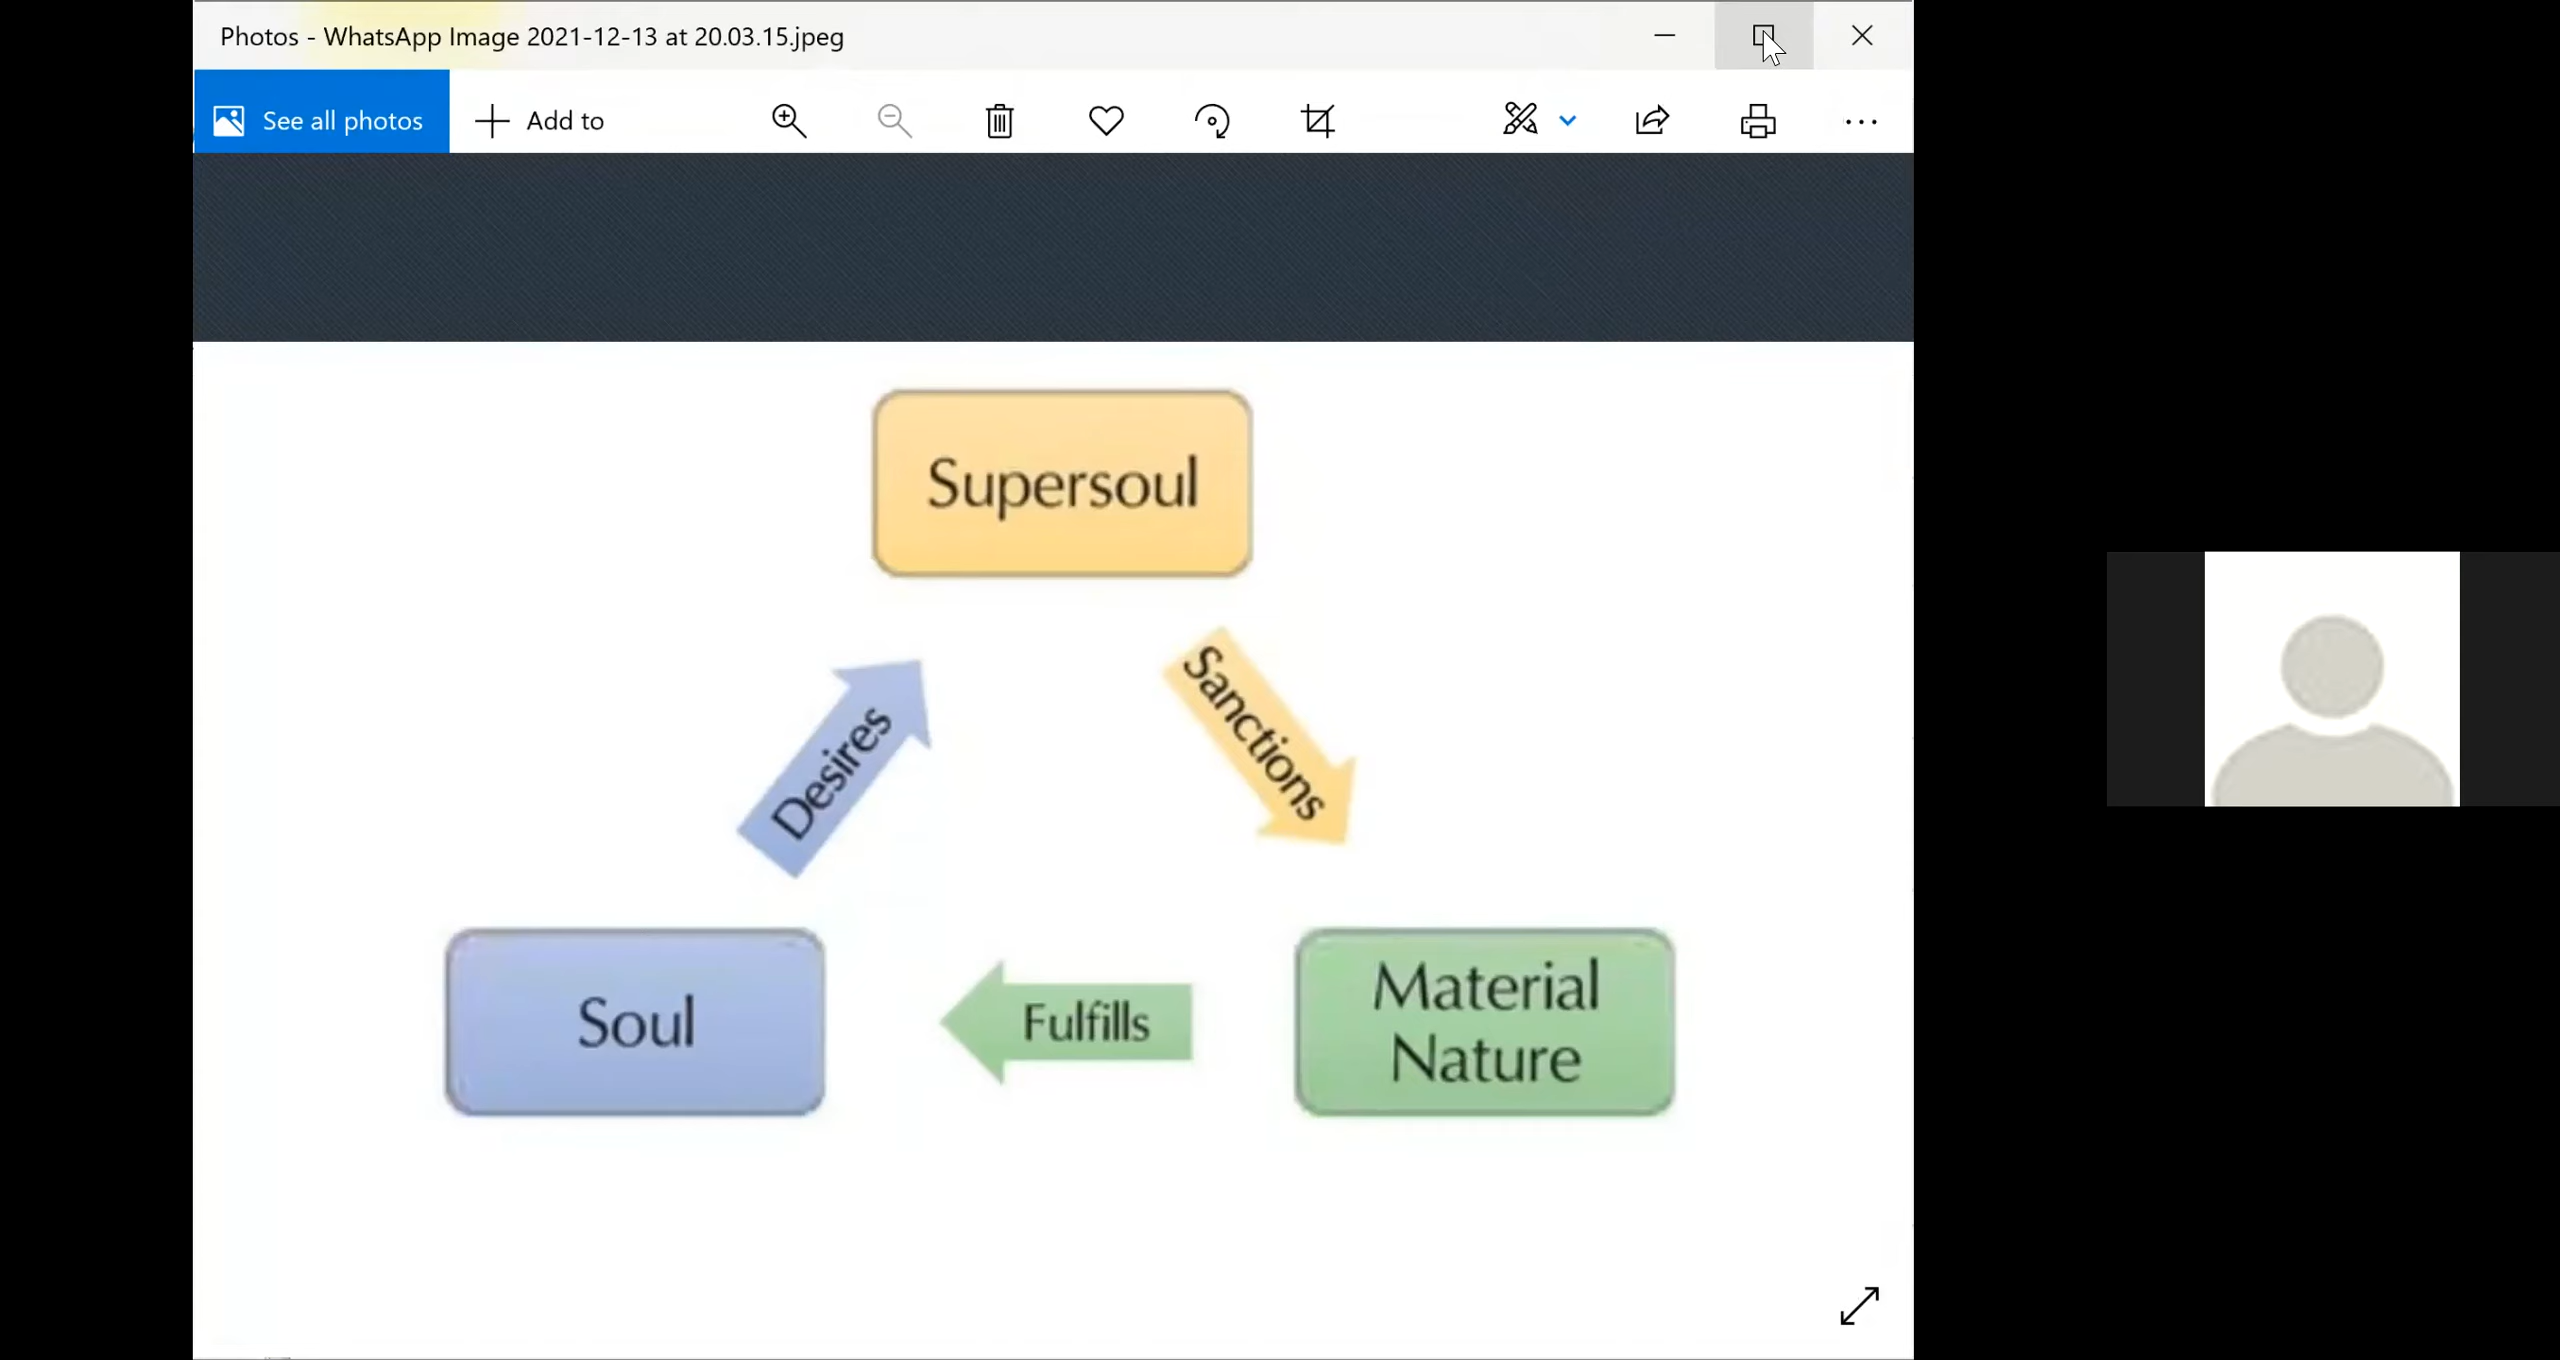 Photos - WhatsApp Image 2021-12-13 at 20.03.15.jpeg
See all photos
Add to
Supersoul
Desires
Sanctions
Soul
Fulfills
Material
Nature